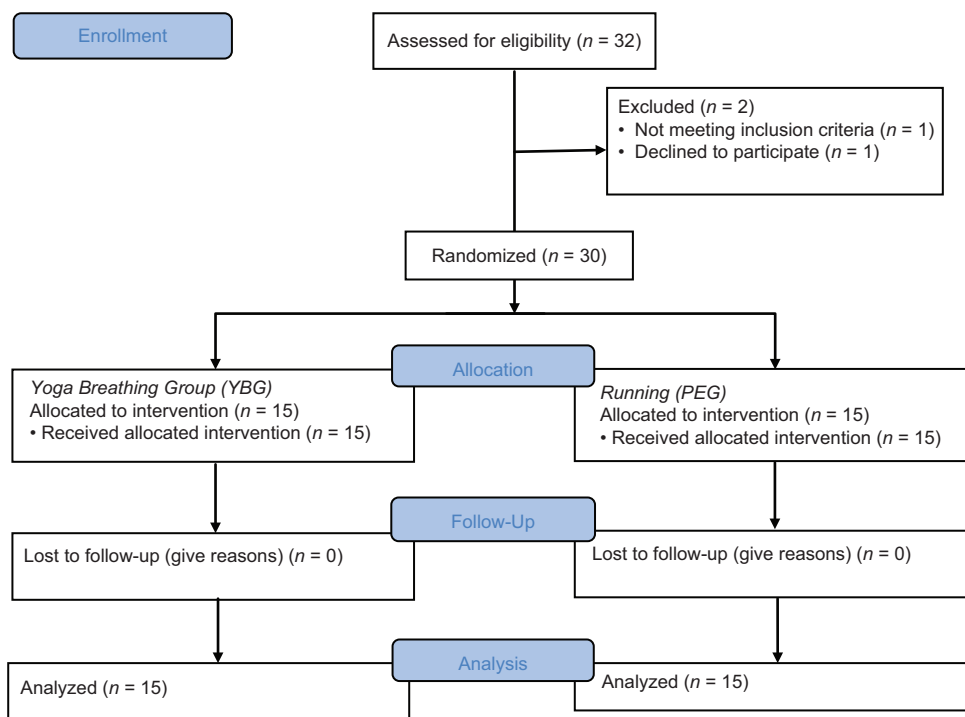 Enrollment
Assessed for eligibility (n = 32)
Excluded (n = 2)
• Not meeting inclusion criteria (n = 1)
• Declined to participate (n = 1)
Randomized (n = 30)
Allocation
Yoga Breathing Group (YBG)
Allocated to intervention (n = 15)
• Received allocated intervention (n = 15)
Running (PEG)
Allocated to intervention (n = 15)
• Received allocated intervention (n = 15)
Follow-Up
Lost to follow-up (give reasons) (n = 0)
Lost to follow-up (give reasons) (n = 0)
Analysis
Analyzed (n = 15)
Analyzed (n = 15)